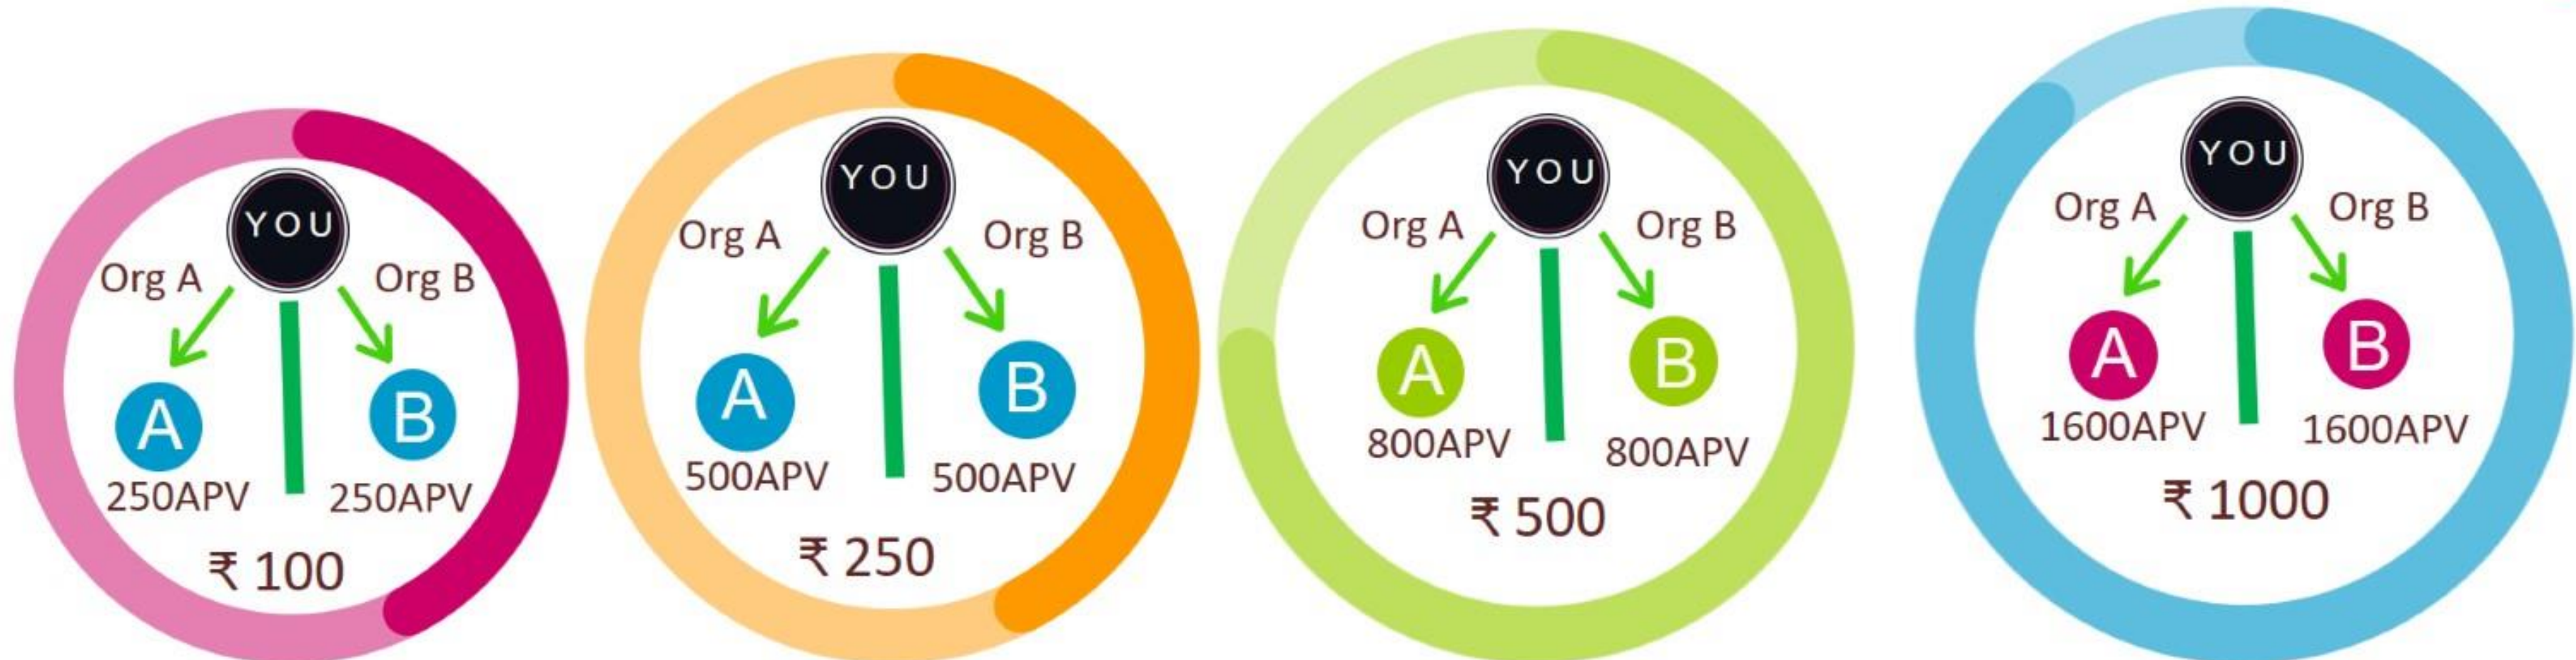 YOU
Org A Org B
A B
250APV 250APV
₹ 100
YOU
Org A Org B
A B
500APV 500APV
₹ 250
YOU
Org A Org B
A B
800APV 800APV
₹ 500
YOU
Org A Org B
A B
1600APV 1600APV
₹ 1000